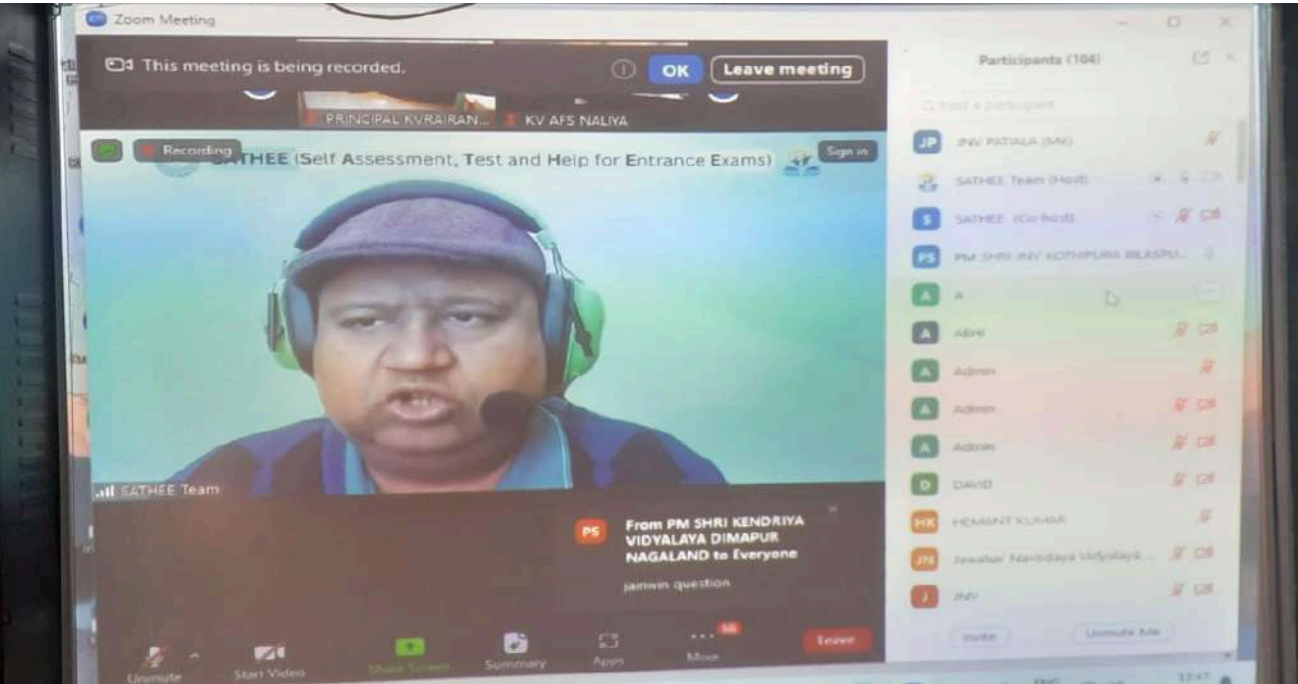 Zoom Meeting
This meeting is being recorded.
OK
Leave meeting
PRINCIPAL KVRAIRAN...
KV AFS NALIYA
Recording
THEE (Self Assessment, Test and Help for Entrance Exams)
Sign in
SATHEE Team
PS
From PM SHRI KENDRIYA
VIDYALAYA DIMAPUR
NAGALAND to Everyone
jainwin question
Unmute
Start Video
Share Screen
Summary
Apps
More
Leave
Participants (104)
Find a participant
JP JNV PATIALA (Me)
SATHEE Team (Host)
S SATHEE (Co-host)
PS PM SHRI JNV KOTHIPURA BILASPU...
A A
A
A Admin
A Admin
A Admin
D DAVID
HK HEMANT KUMAR
JN Jawahar Navodaya Vidyalaya...
J JNV
Invite
Unmute Me
ENG